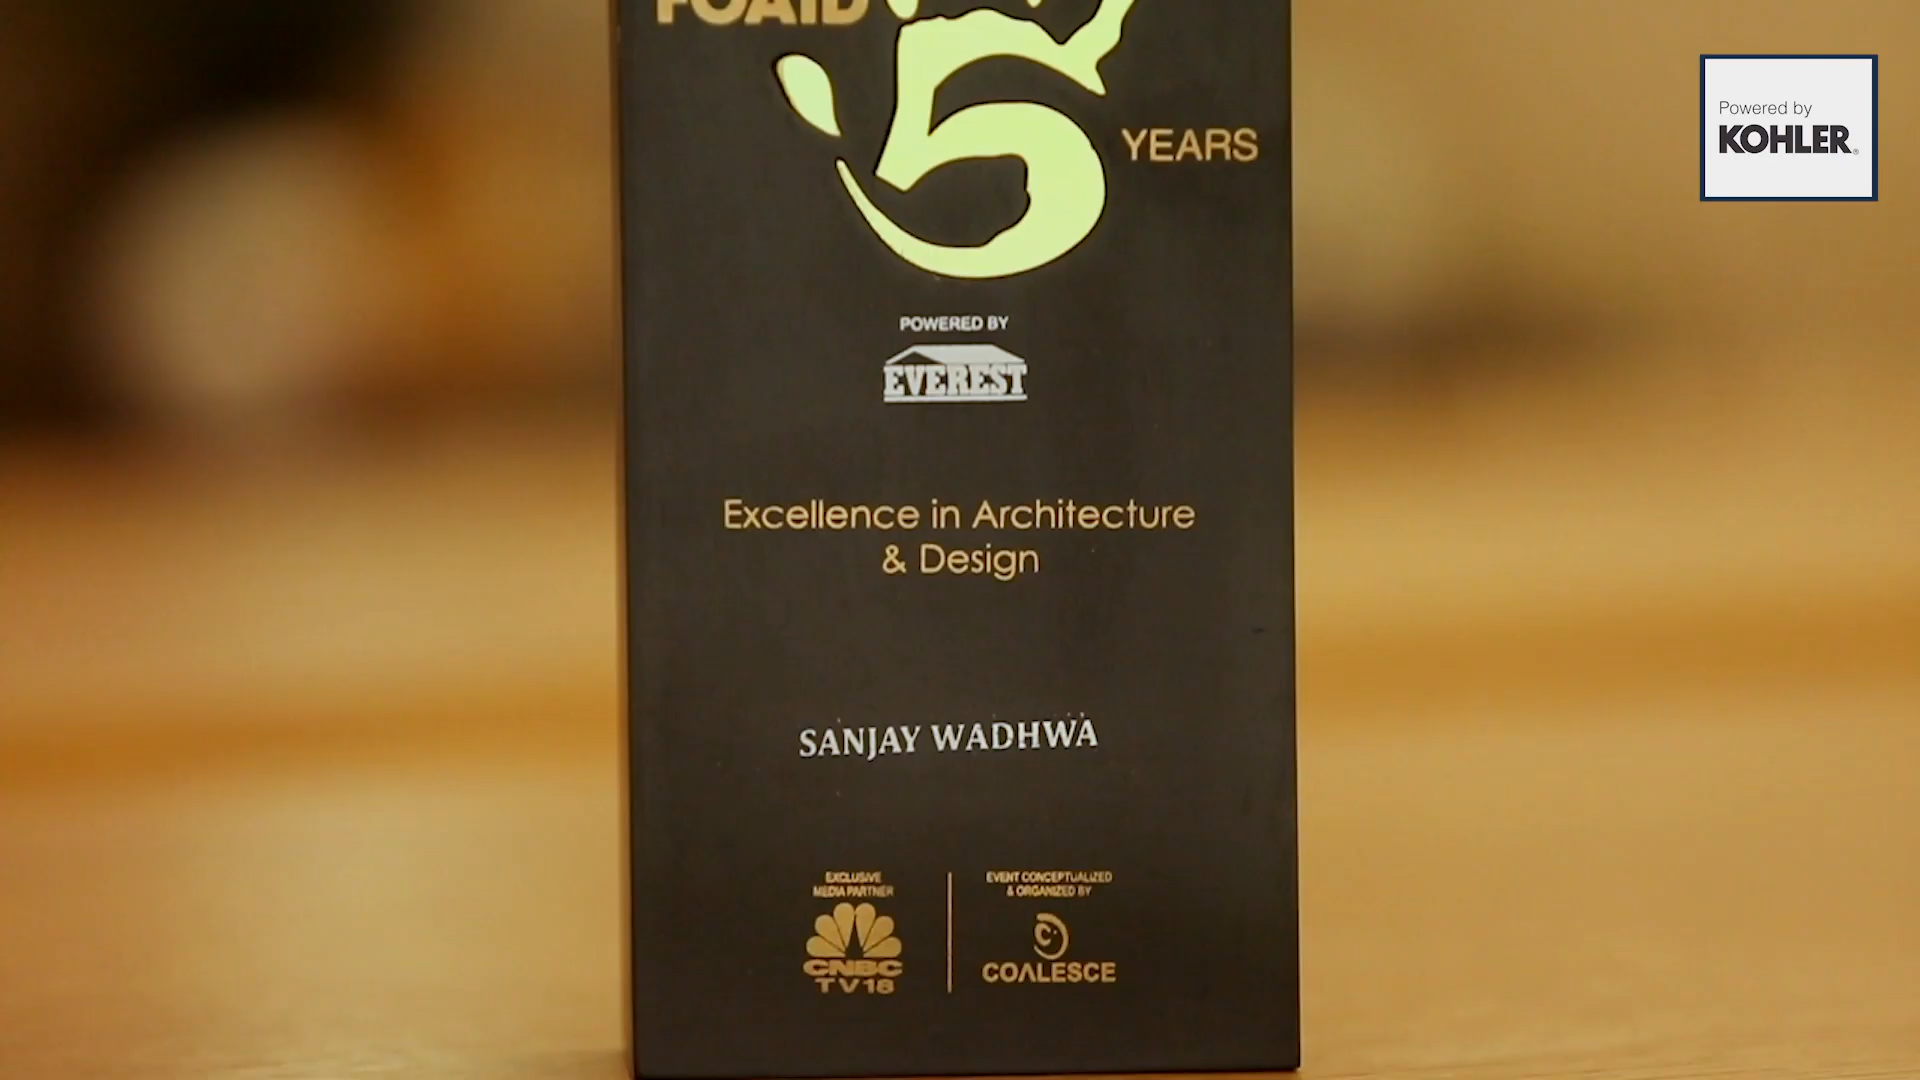 FOAID
5
YEARS
Powered by
KOHLER
POWERED BY
EVEREST
Excellence in Architecture
& Design
SANJAY WADHWA
EXCLUSIVE
MEDIA PARTNER
CNBC
TV18
EVENT CONCEPTUALIZED
& ORGANIZED BY
COALESCE